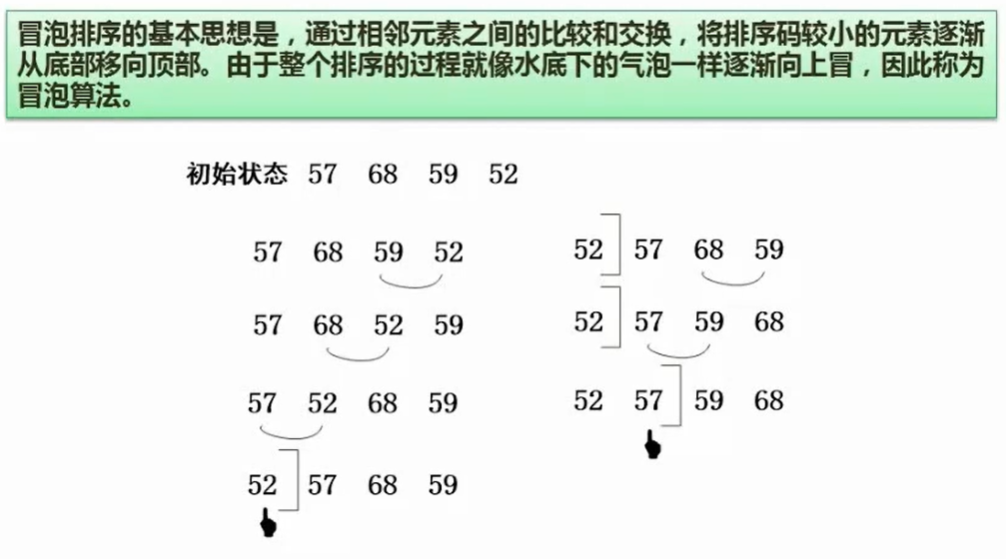 冒泡排序的基本思想是，通过相邻元素之间的比较和交换，将排序码较小的元素逐渐
从底部移向顶部。由于整个排序的过程就像水底下的气泡一样逐渐向上冒，因此称为
冒泡算法。
初始状态 57 68 59 52
57 68 59 52
57 68 52 59
57 52 68 59
52 57 68 59
52 57 68 59
52 57 59 68
52 57 59 68